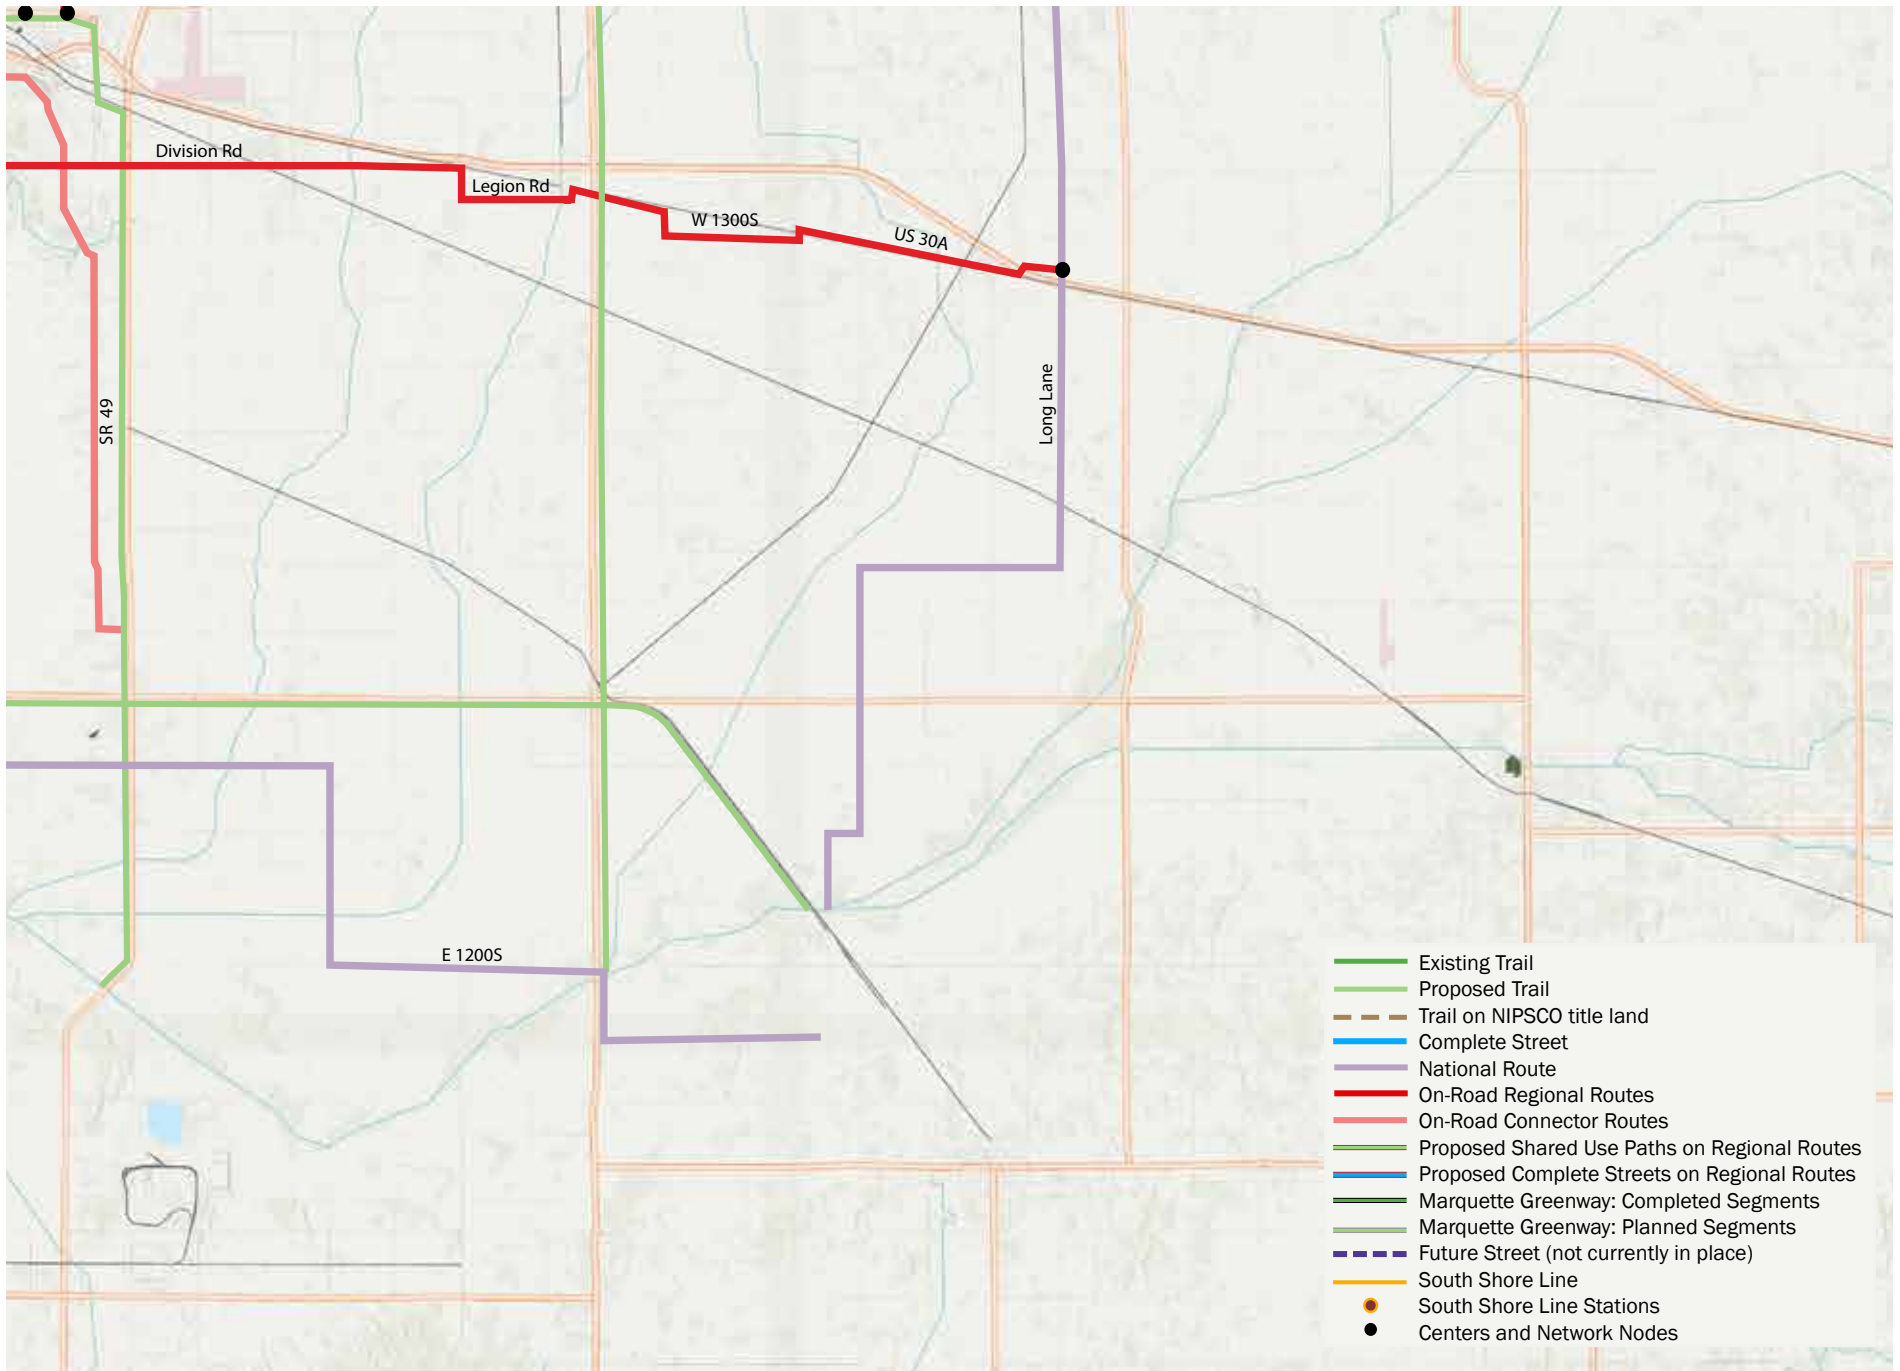 Division Rd
Legion Rd
W 1300S
US 30A
Long Lane
SR 49
E 1200S
Existing Trail
Proposed Trail
Trail on NIPSCO title land
Complete Street
National Route
On-Road Regional Routes
On-Road Connector Routes
Proposed Shared Use Paths on Regional Routes
Proposed Complete Streets on Regional Routes
Marquette Greenway: Completed Segments
Marquette Greenway: Planned Segments
Future Street (not currently in place)
South Shore Line
South Shore Line Stations
Centers and Network Nodes